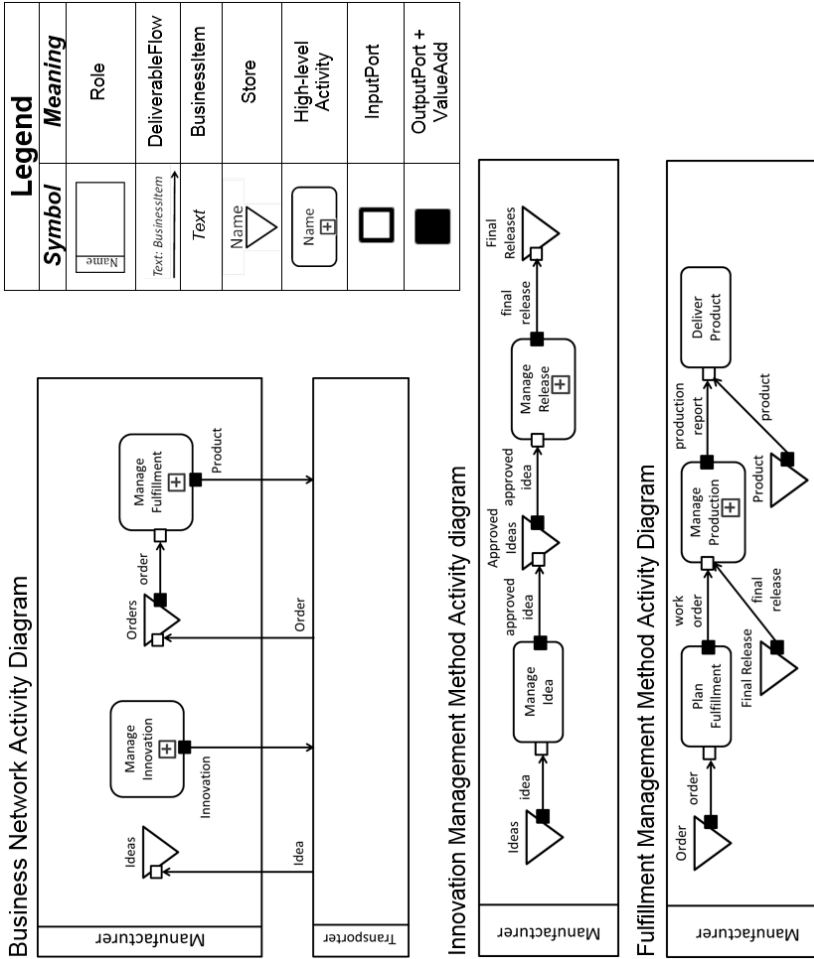 Business Network Activity Diagram
Manufacturer
Ideas
Manage
Innovation
Orders
order
Manage
Fulfillment
Innovation
Product
Idea
Order
Transporter
Legend
Symbol
Meaning
Name
Role
Text: BusinessItem
DeliverableFlow
Text
BusinessItem
Name
Store
Name
High-level
Activity
InputPort
OutputPort +
ValueAdd
Innovation Management Method Activity diagram
Manufacturer
Ideas
idea
Manage
Idea
approved
idea
Approved
Ideas
approved
idea
Manage
Release
final
release
Final
Releases
Fulfillment Management Method Activity Diagram
Manufacturer
Order
order
Plan
Fulfillment
work
order
Final Release
final
release
Manage
Production
production
report
Product
product
Deliver
Product